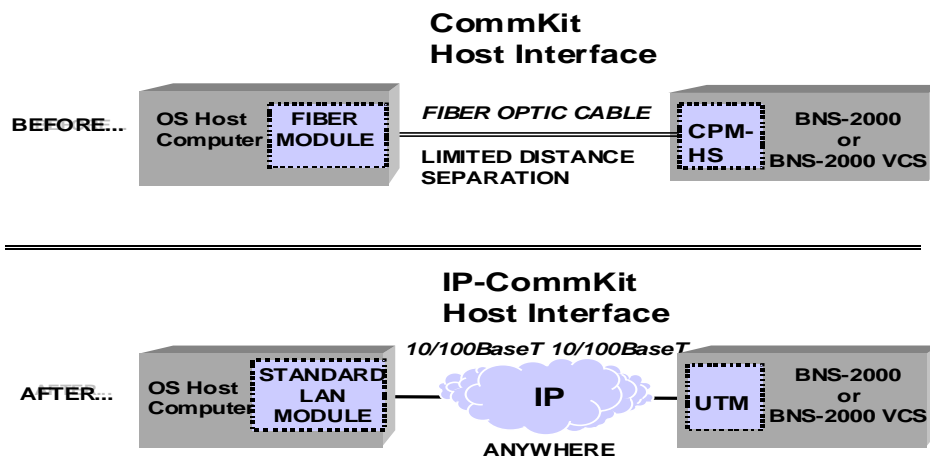 CommKit
Host Interface
BEFORE...
OS Host
Computer
FIBER
MODULE
FIBER OPTIC CABLE
LIMITED DISTANCE
SEPARATION
CPM-
HS
BNS-2000
or
BNS-2000 VCS
IP-CommKit
Host Interface
10/100BaseT 10/100BaseT
AFTER...
OS Host
Computer
STANDARD
LAN
MODULE
IP
ANYWHERE
UTM
BNS-2000
or
BNS-2000 VCS